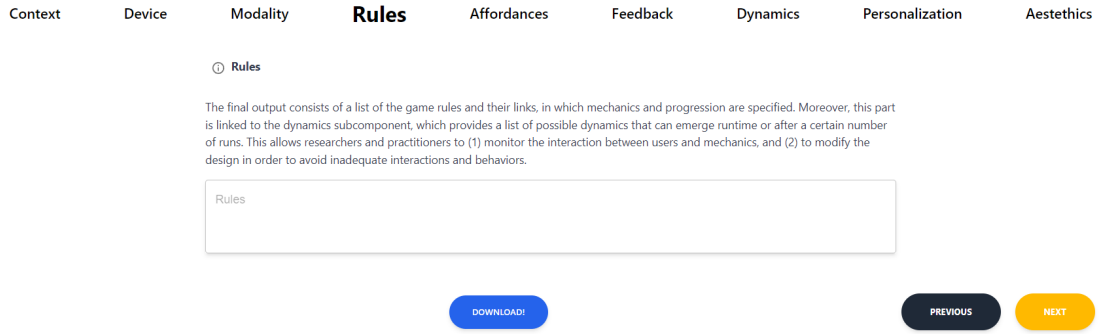 Context Device Modality Rules Affordances Feedback Dynamics Personalization Aestethics
Rules
The final output consists of a list of the game rules and their links, in which mechanics and progression are specified. Moreover, this part
is linked to the dynamics subcomponent, which provides a list of possible dynamics that can emerge runtime or after a certain number
of runs. This allows researchers and practitioners to (1) monitor the interaction between users and mechanics, and (2) to modify the
design in order to avoid inadequate interactions and behaviors.
Rules
DOWNLOAD! PREVIOUS NEXT